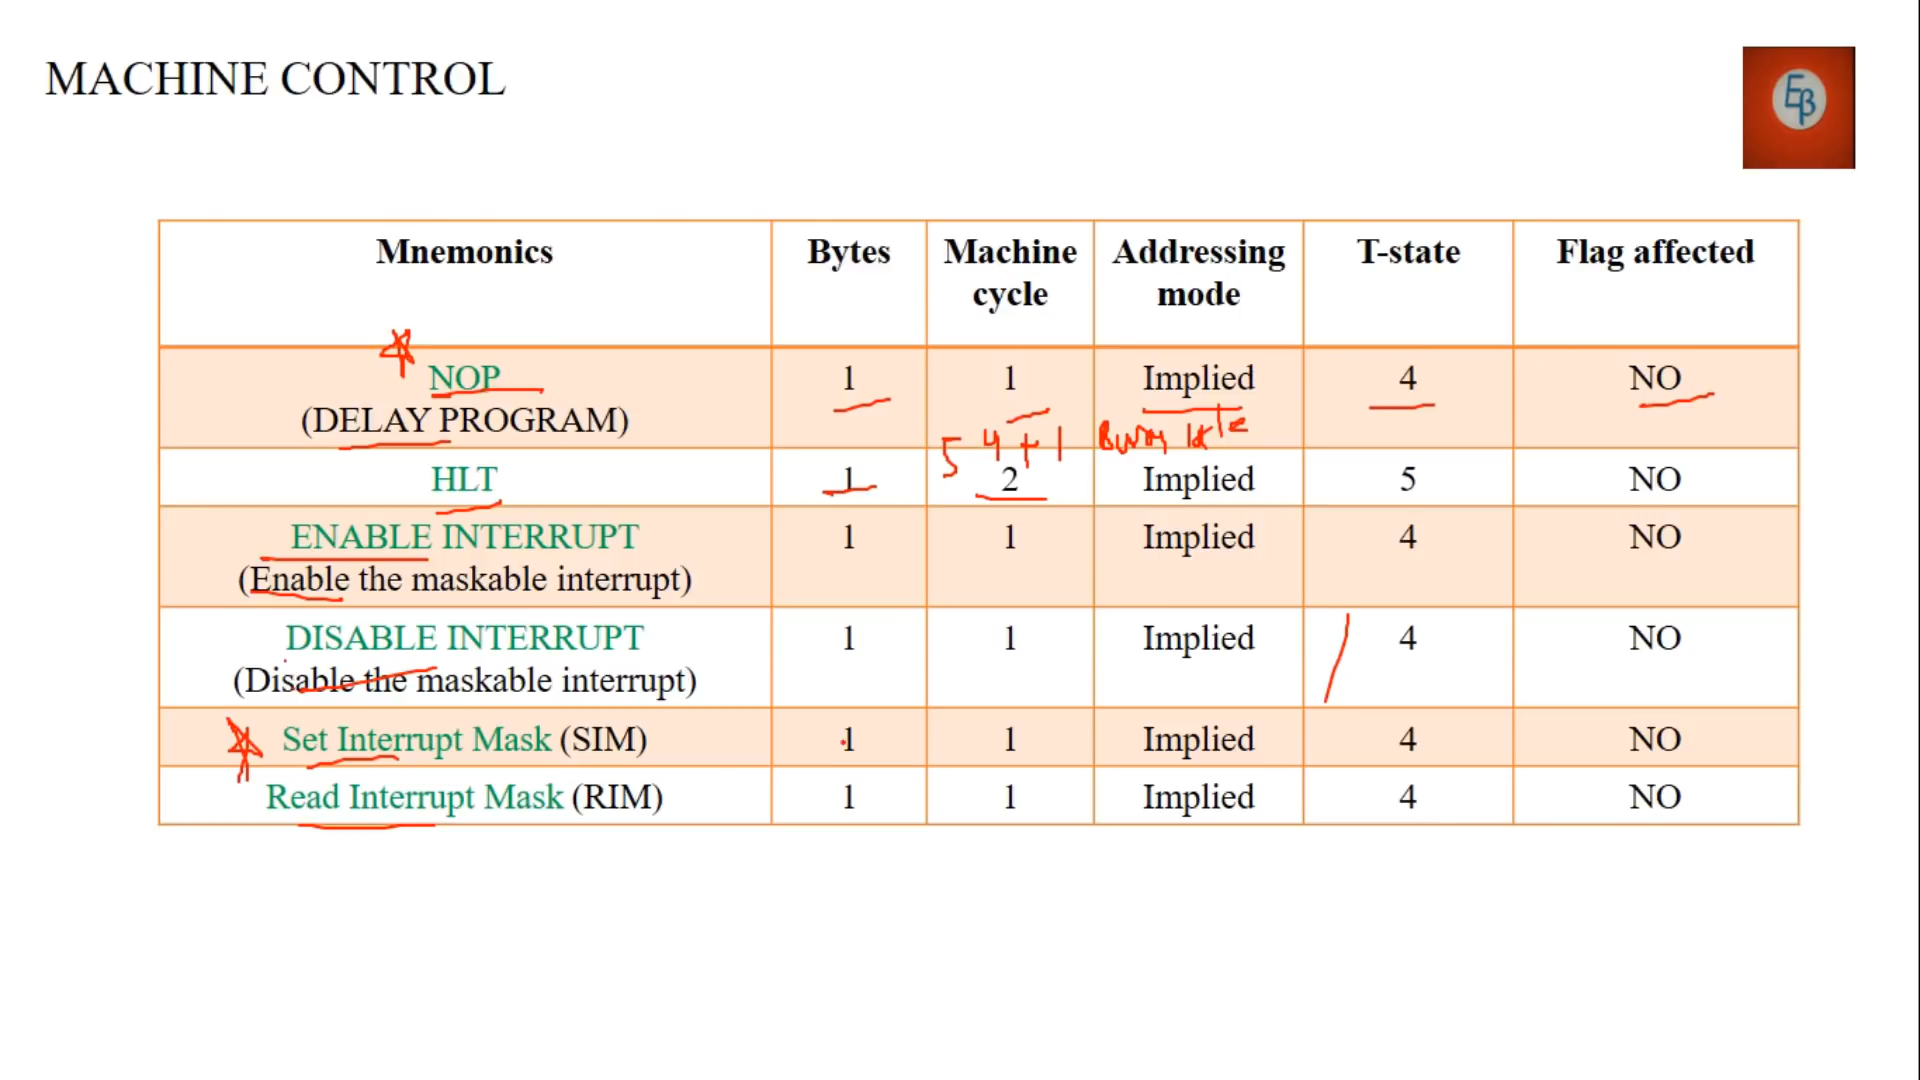 MACHINE CONTROL
Eβ
Mnemonics Bytes Machine cycle Addressing mode T-state Flag affected
NOP 1 1 Implied 4 NO
(DELAY PROGRAM)
5 4+1
HLT 1 2 Implied 5 NO
ENABLE INTERRUPT 1 1 Implied 4 NO
(Enable the maskable interrupt)
DISABLE INTERRUPT 1 1 Implied 4 NO
(Disable the maskable interrupt)
Set Interrupt Mask (SIM) 1 1 Implied 4 NO
Read Interrupt Mask (RIM) 1 1 Implied 4 NO